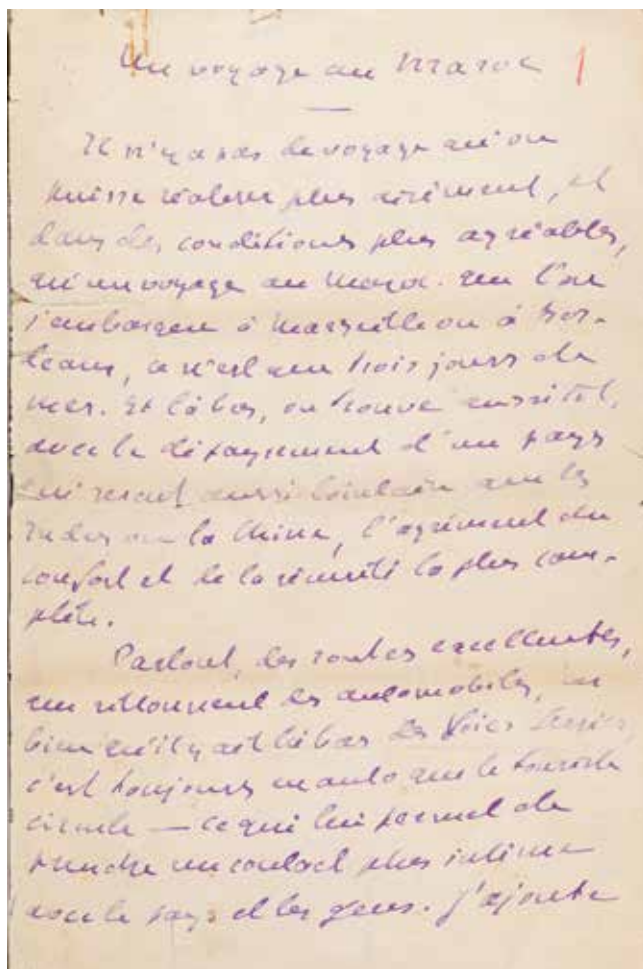 Un voyage au Maroc
Il n'y a pas de voyage qu'on
puisse réaliser plus aisément, et
dans des conditions plus agréables,
qu'un voyage au Maroc. Que l'on
s'embarque à Marseille ou à Bor-
deaux, ce n'est que trois jours de
mer. Et là-bas, on trouve aussitôt,
avec le dépaysement d'un pays
qui serait aussi lointain que les
Indes ou la Chine, l'agrément du
confort et de la sécurité la plus com-
plète.
Partout, des routes excellentes,
que sillonnent les automobiles,
bien qu'il y ait là-bas des voies ferrées,
c'est toujours en auto que le touriste
circule — ce qui lui permet de
prendre un contact plus intime
avec le pays et les gens. J'ajoute